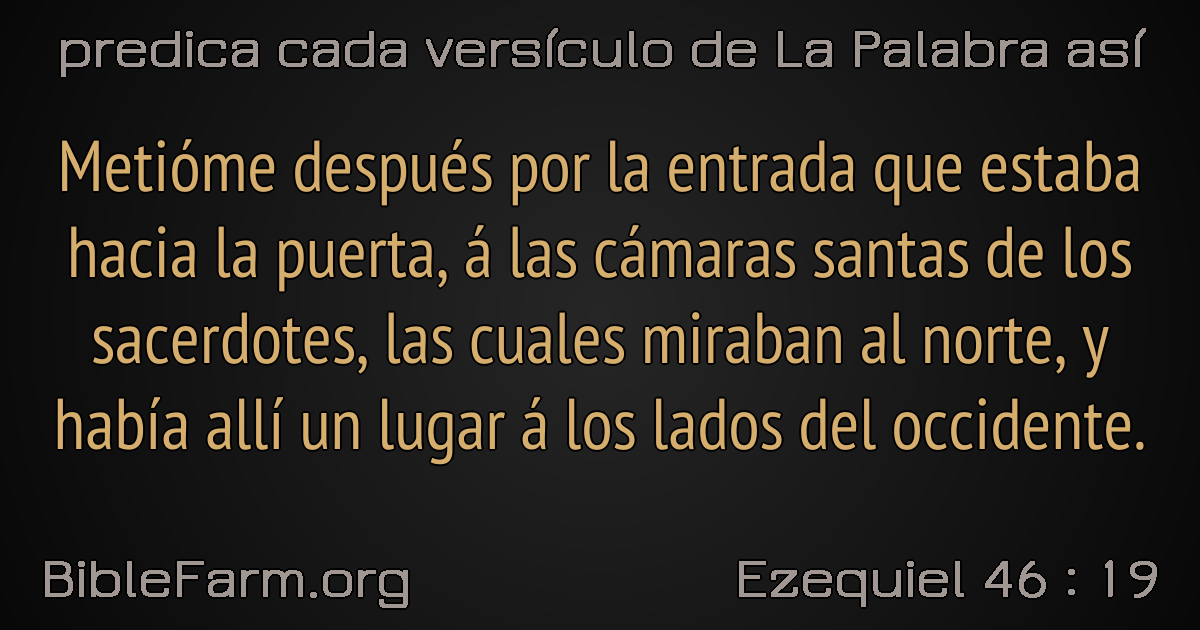 predica cada versículo de La Palabra así
Metióme después por la entrada que estaba
hacia la puerta, á las cámaras santas de los
sacerdotes, las cuales miraban al norte, y
había allí un lugar á los lados del occidente.
BibleFarm.org
Ezequiel 46 : 19